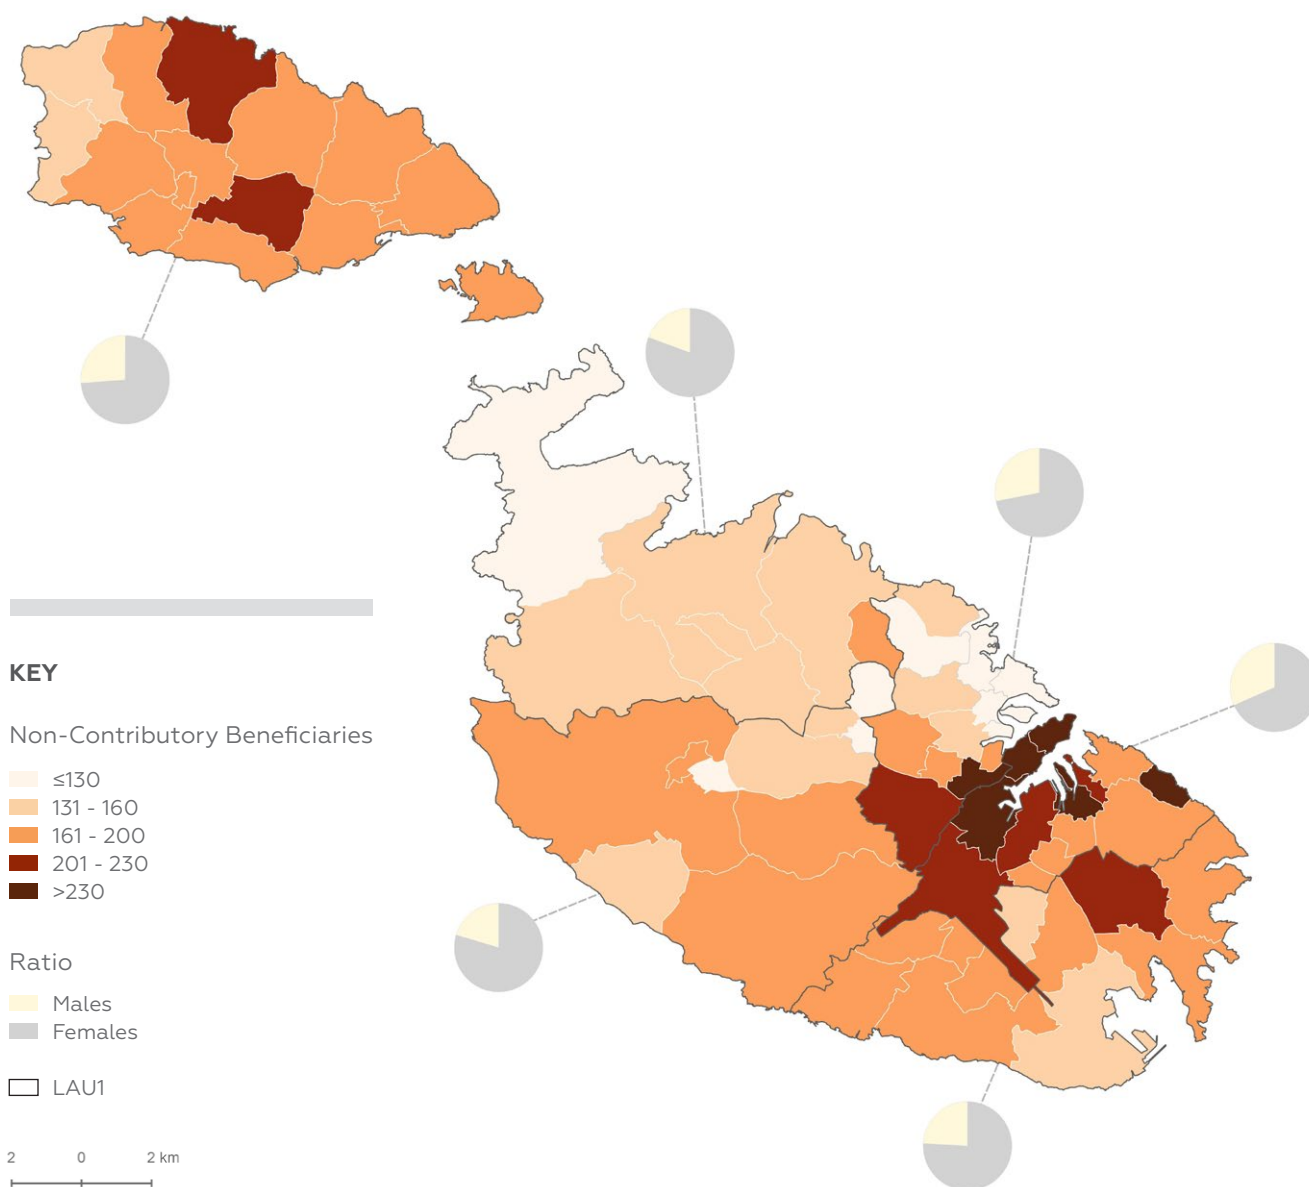 KEY
Non-Contributory Beneficiaries
≤130
131 - 160
161 - 200
201 - 230
>230
Ratio
Males
Females
LAU1
2 0 2 km